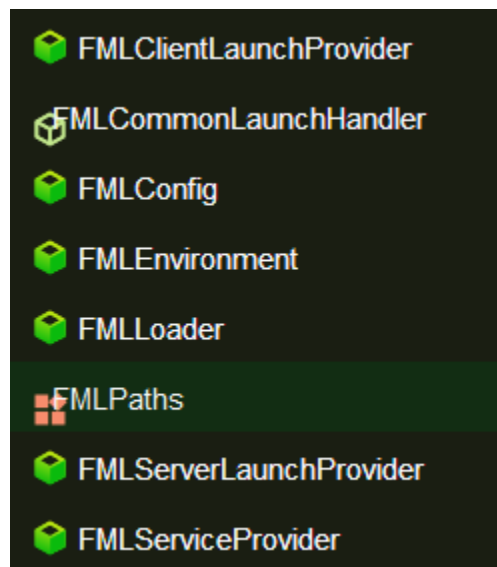 FMLClientLaunchProvider
FMLCommonLaunchHandler
FMLConfig
FMLEnvironment
FMLLoader
FMLPaths
FMLServerLaunchProvider
FMLServiceProvider